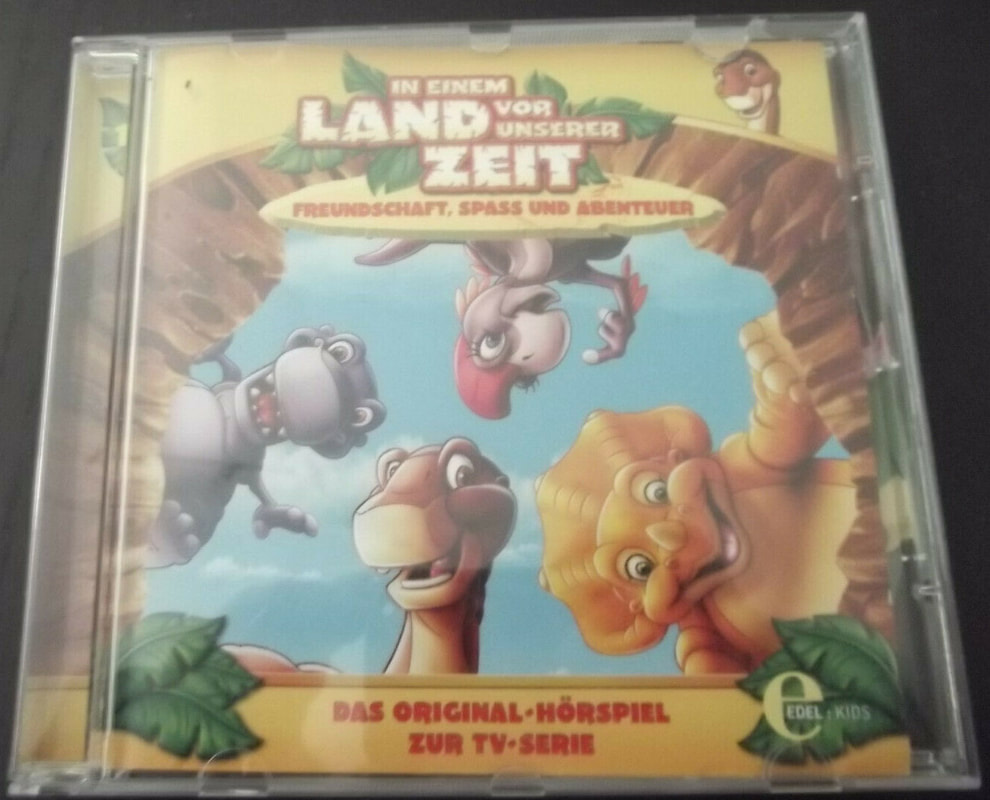 IN EINEM
LAND VOR
UNSERER
ZEIT
FREUNDSCHAFT, SPASS UND ABENTEUER
DAS ORIGINAL-HÖRSPIEL
ZUR TV-SERIE
e
EDEL:KIDS